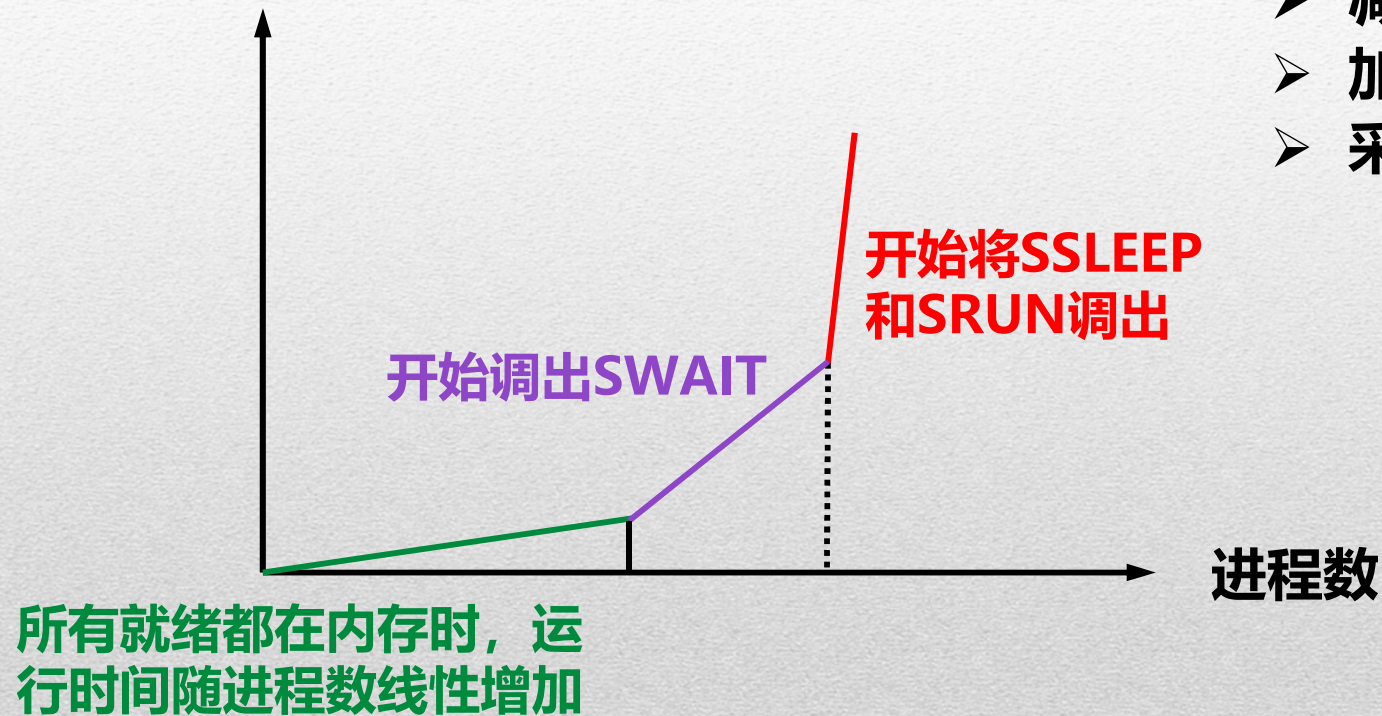 加
采
开始将SSLEEP
和SRUN调出
开始调出SWAIT
进程数
所有就绪都在内存时，运
行时间随进程数线性增加